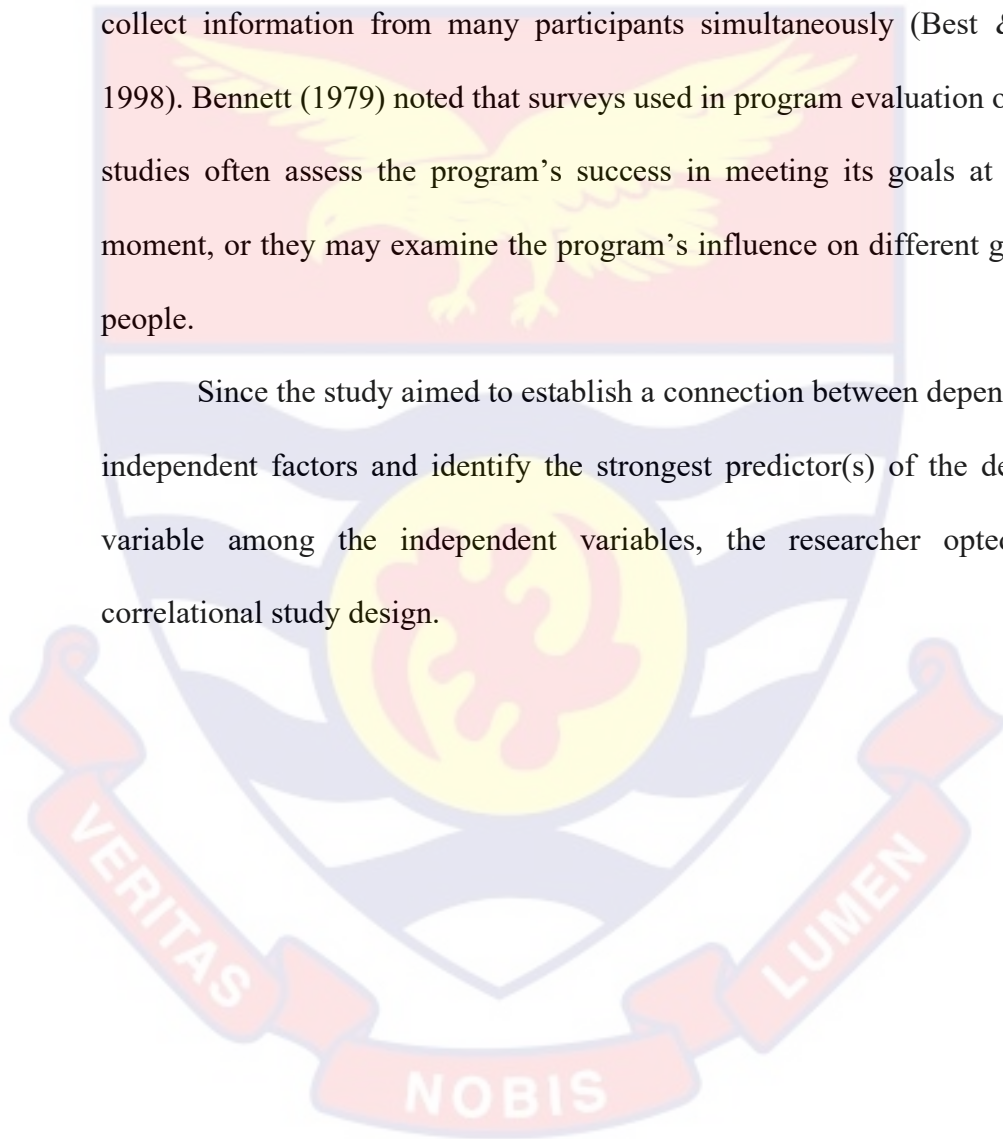 collect information from many participants simultaneously (Best &
1998). Bennett (1979) noted that surveys used in program evaluation
studies often assess the program’s success in meeting its goals at
moment, or they may examine the program’s influence on different
people.
Since the study aimed to establish a connection between
independent factors and identify the strongest predictor(s) of the
variable among the independent variables, the researcher
correlational study design.
VERITAS
NOBIS
LUMEN